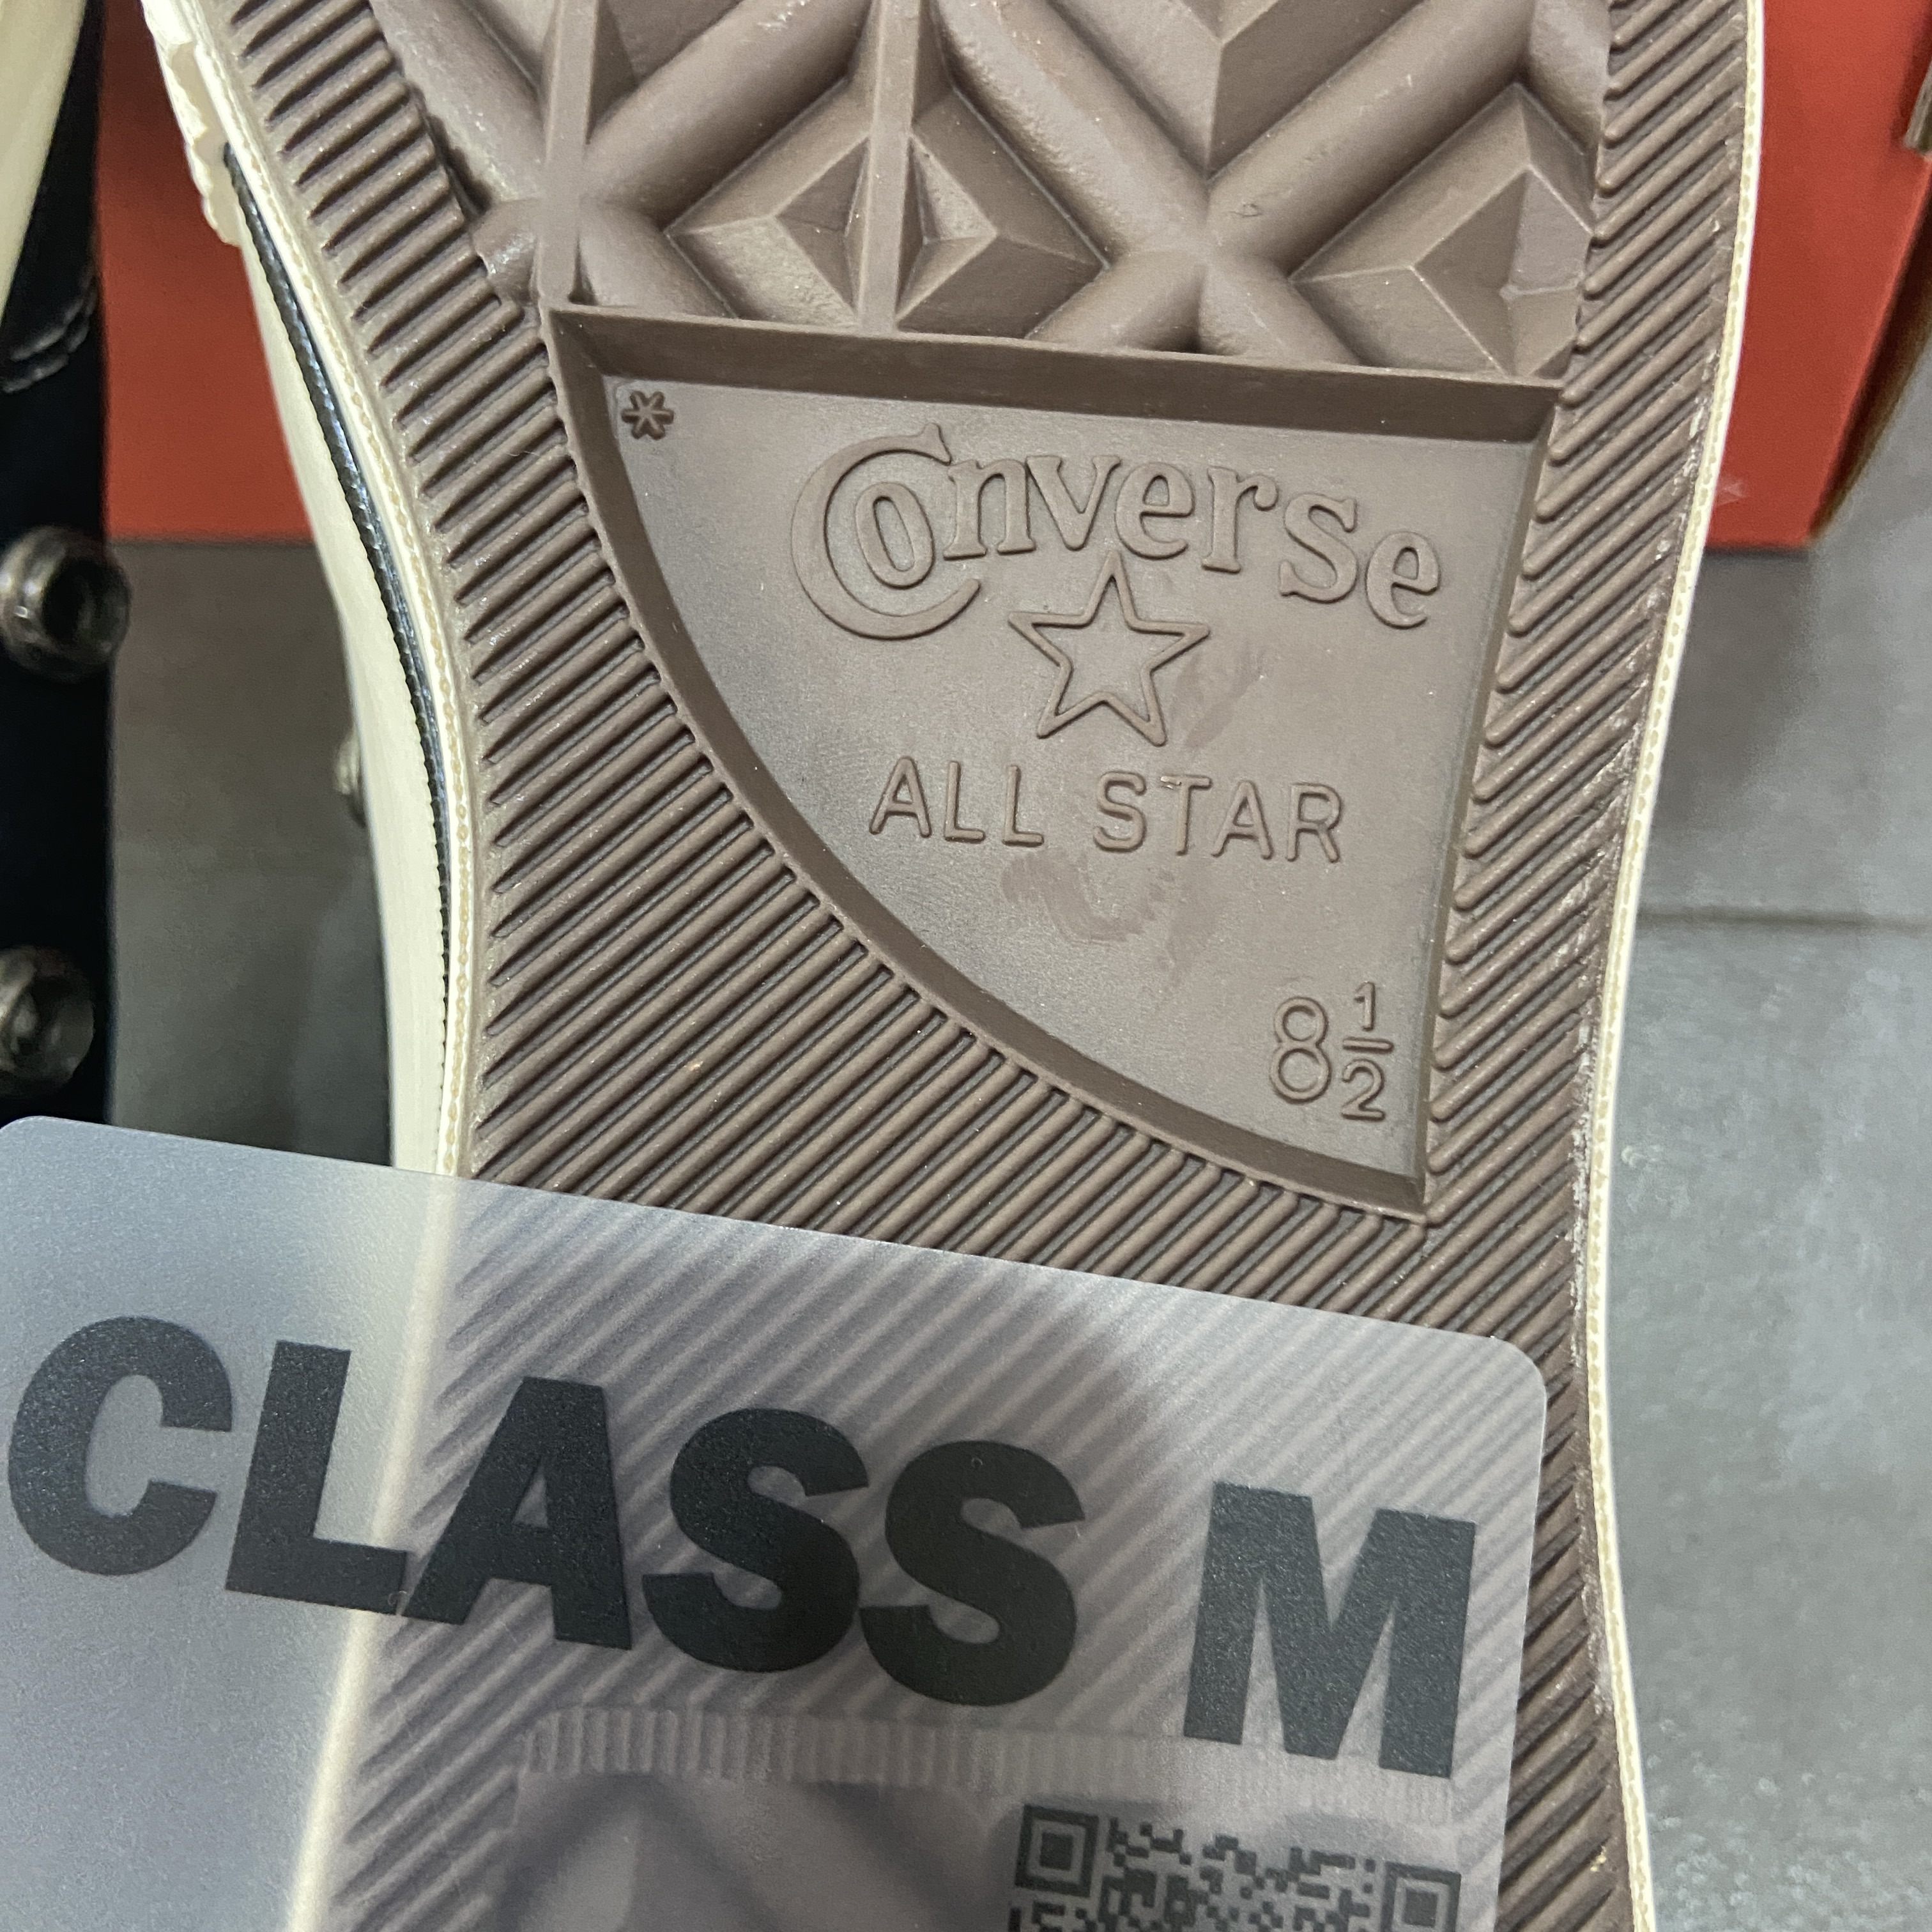 *
Converse
ALL STAR
8 1/2
CLASS M